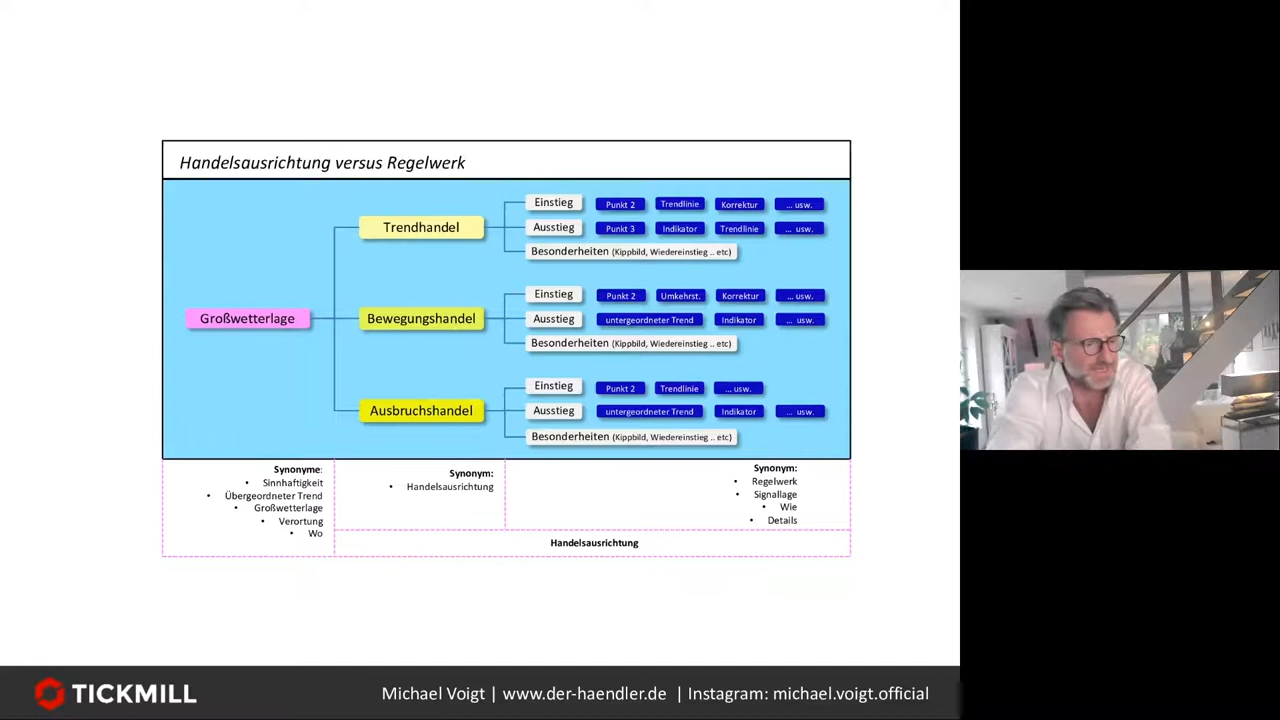 Handelsausrichtung versus Regelwerk
Einstieg Punkt 2 Trendlinie Korrektur ... usw.
Trendhandel Ausstieg Punkt 3 Indikator Trendlinie ... usw.
Besonderheiten (Kippbild, Wiedereinstieg .. etc)
Einstieg Punkt 2 Umkehrst. Korrektur ... usw.
Großwetterlage Bewegungshandel Ausstieg untergeordneter Trend Indikator ... usw.
Besonderheiten (Kippbild, Wiedereinstieg .. etc)
Einstieg Punkt 2 Trendlinie ... usw.
Ausbruchshandel Ausstieg untergeordneter Trend Indikator ... usw.
Besonderheiten (Kippbild, Wiedereinstieg .. etc)
Synonyme:
• Sinnhaftigkeit
• Übergeordneter Trend
• Großwetterlage
• Verortung
• Wo
Synonym:
• Handelsausrichtung
Synonym:
• Regelwerk
• Signallage
• Wie
• Details
Handelsausrichtung
TICKMILL
Michael Voigt | www.der-haendler.de | Instagram: michael.voigt.official